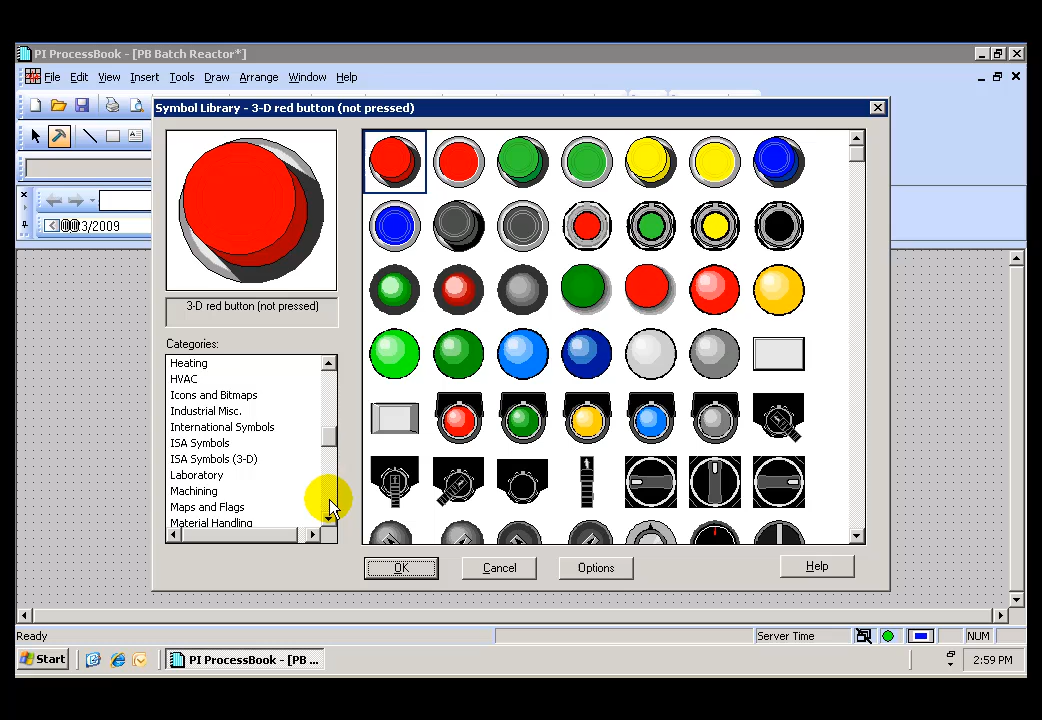 PI ProcessBook - [PB Batch Reactor*]
File Edit View Insert Tools Draw Arrange Window Help
Symbol Library - 3-D red button (not pressed)
3/2009
3-D red button (not pressed)
Categories:
Heating
HVAC
Icons and Bitmaps
Industrial Misc.
International Symbols
ISA Symbols
ISA Symbols (3-D)
Laboratory
Machining
Maps and Flags
Material Handling
OK Cancel Options Help
Ready Server Time NUM
Start PI ProcessBook - [PB ... 2:59 PM